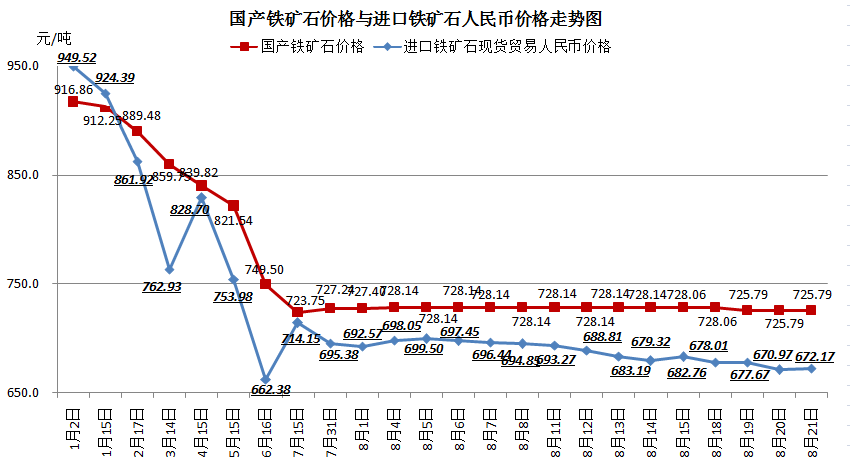 国产铁矿石价格与进口铁矿石人民币价格走势图
元/吨
国产铁矿石价格 进口铁矿石现货贸易人民币价格
950.0
850.0
750.0
650.0
949.52
924.39
916.86
912.29
889.48
861.92
859.73
839.82
828.70
821.54
762.93
753.98
749.50
662.38
723.75
714.15
727.24
695.38
727.40
692.57
728.14
698.05
728.14
699.50
728.14
697.45
728.14
696.44
728.14
694.85
728.14
693.27
728.14
688.81
728.14
683.19
728.14
679.32
728.06
682.76
728.06
678.01
725.79
677.67
725.79
670.97
725.79
672.17
1月2日
1月15日
2月17日
3月14日
4月15日
5月15日
6月16日
7月15日
7月31日
8月1日
8月4日
8月5日
8月6日
8月7日
8月8日
8月11日
8月12日
8月13日
8月14日
8月15日
8月18日
8月19日
8月20日
8月21日